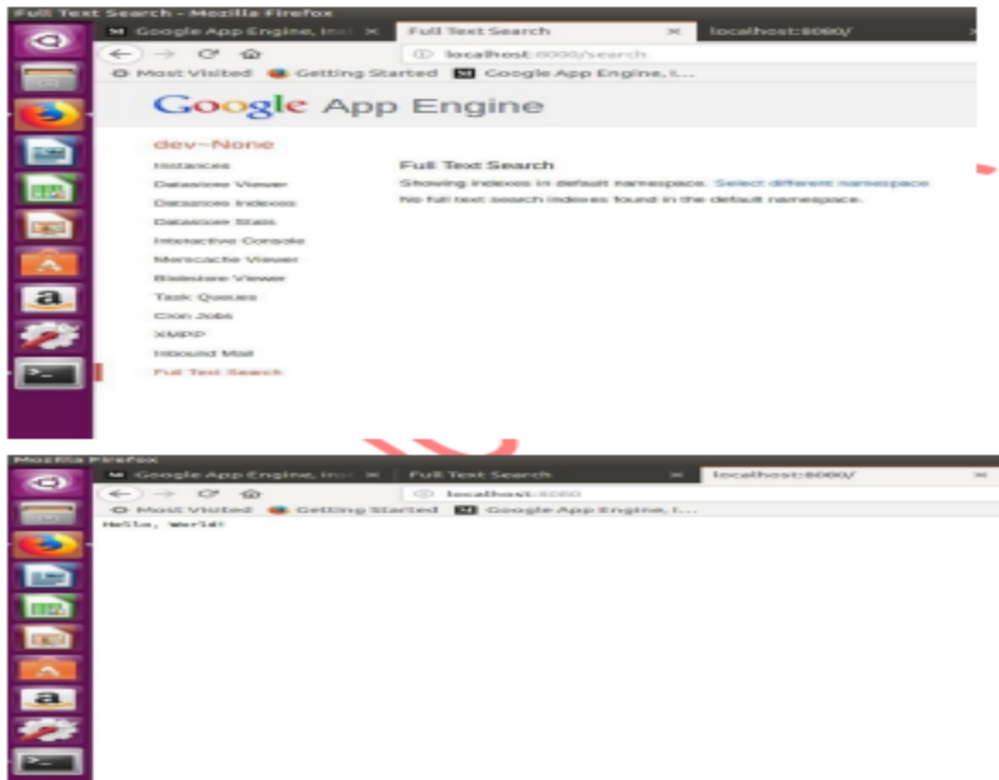 Full Text Search - Mozilla Firefox
Google App Engine, Ins × Full Text Search × localhost:8080/
localhost:8000/search
Most Visited Getting Started Google App Engine, I...
Google App Engine
dev~None
Instances
Full Text Search
Datastore Viewer
Showing indexes in default namespace. Select different namespace
Datastore Indexes
No full text search indexes found in the default namespace.
Datastore Stats
Interactive Console
Memcache Viewer
Blobstore Viewer
Task Queues
Cron Jobs
XMPP
Inbound Mail
Full Text Search
Mozilla Firefox
Google App Engine, Ins × Full Text Search × localhost:8080/ ×
localhost:8080
Most Visited Getting Started Google App Engine, I...
Hello, World!